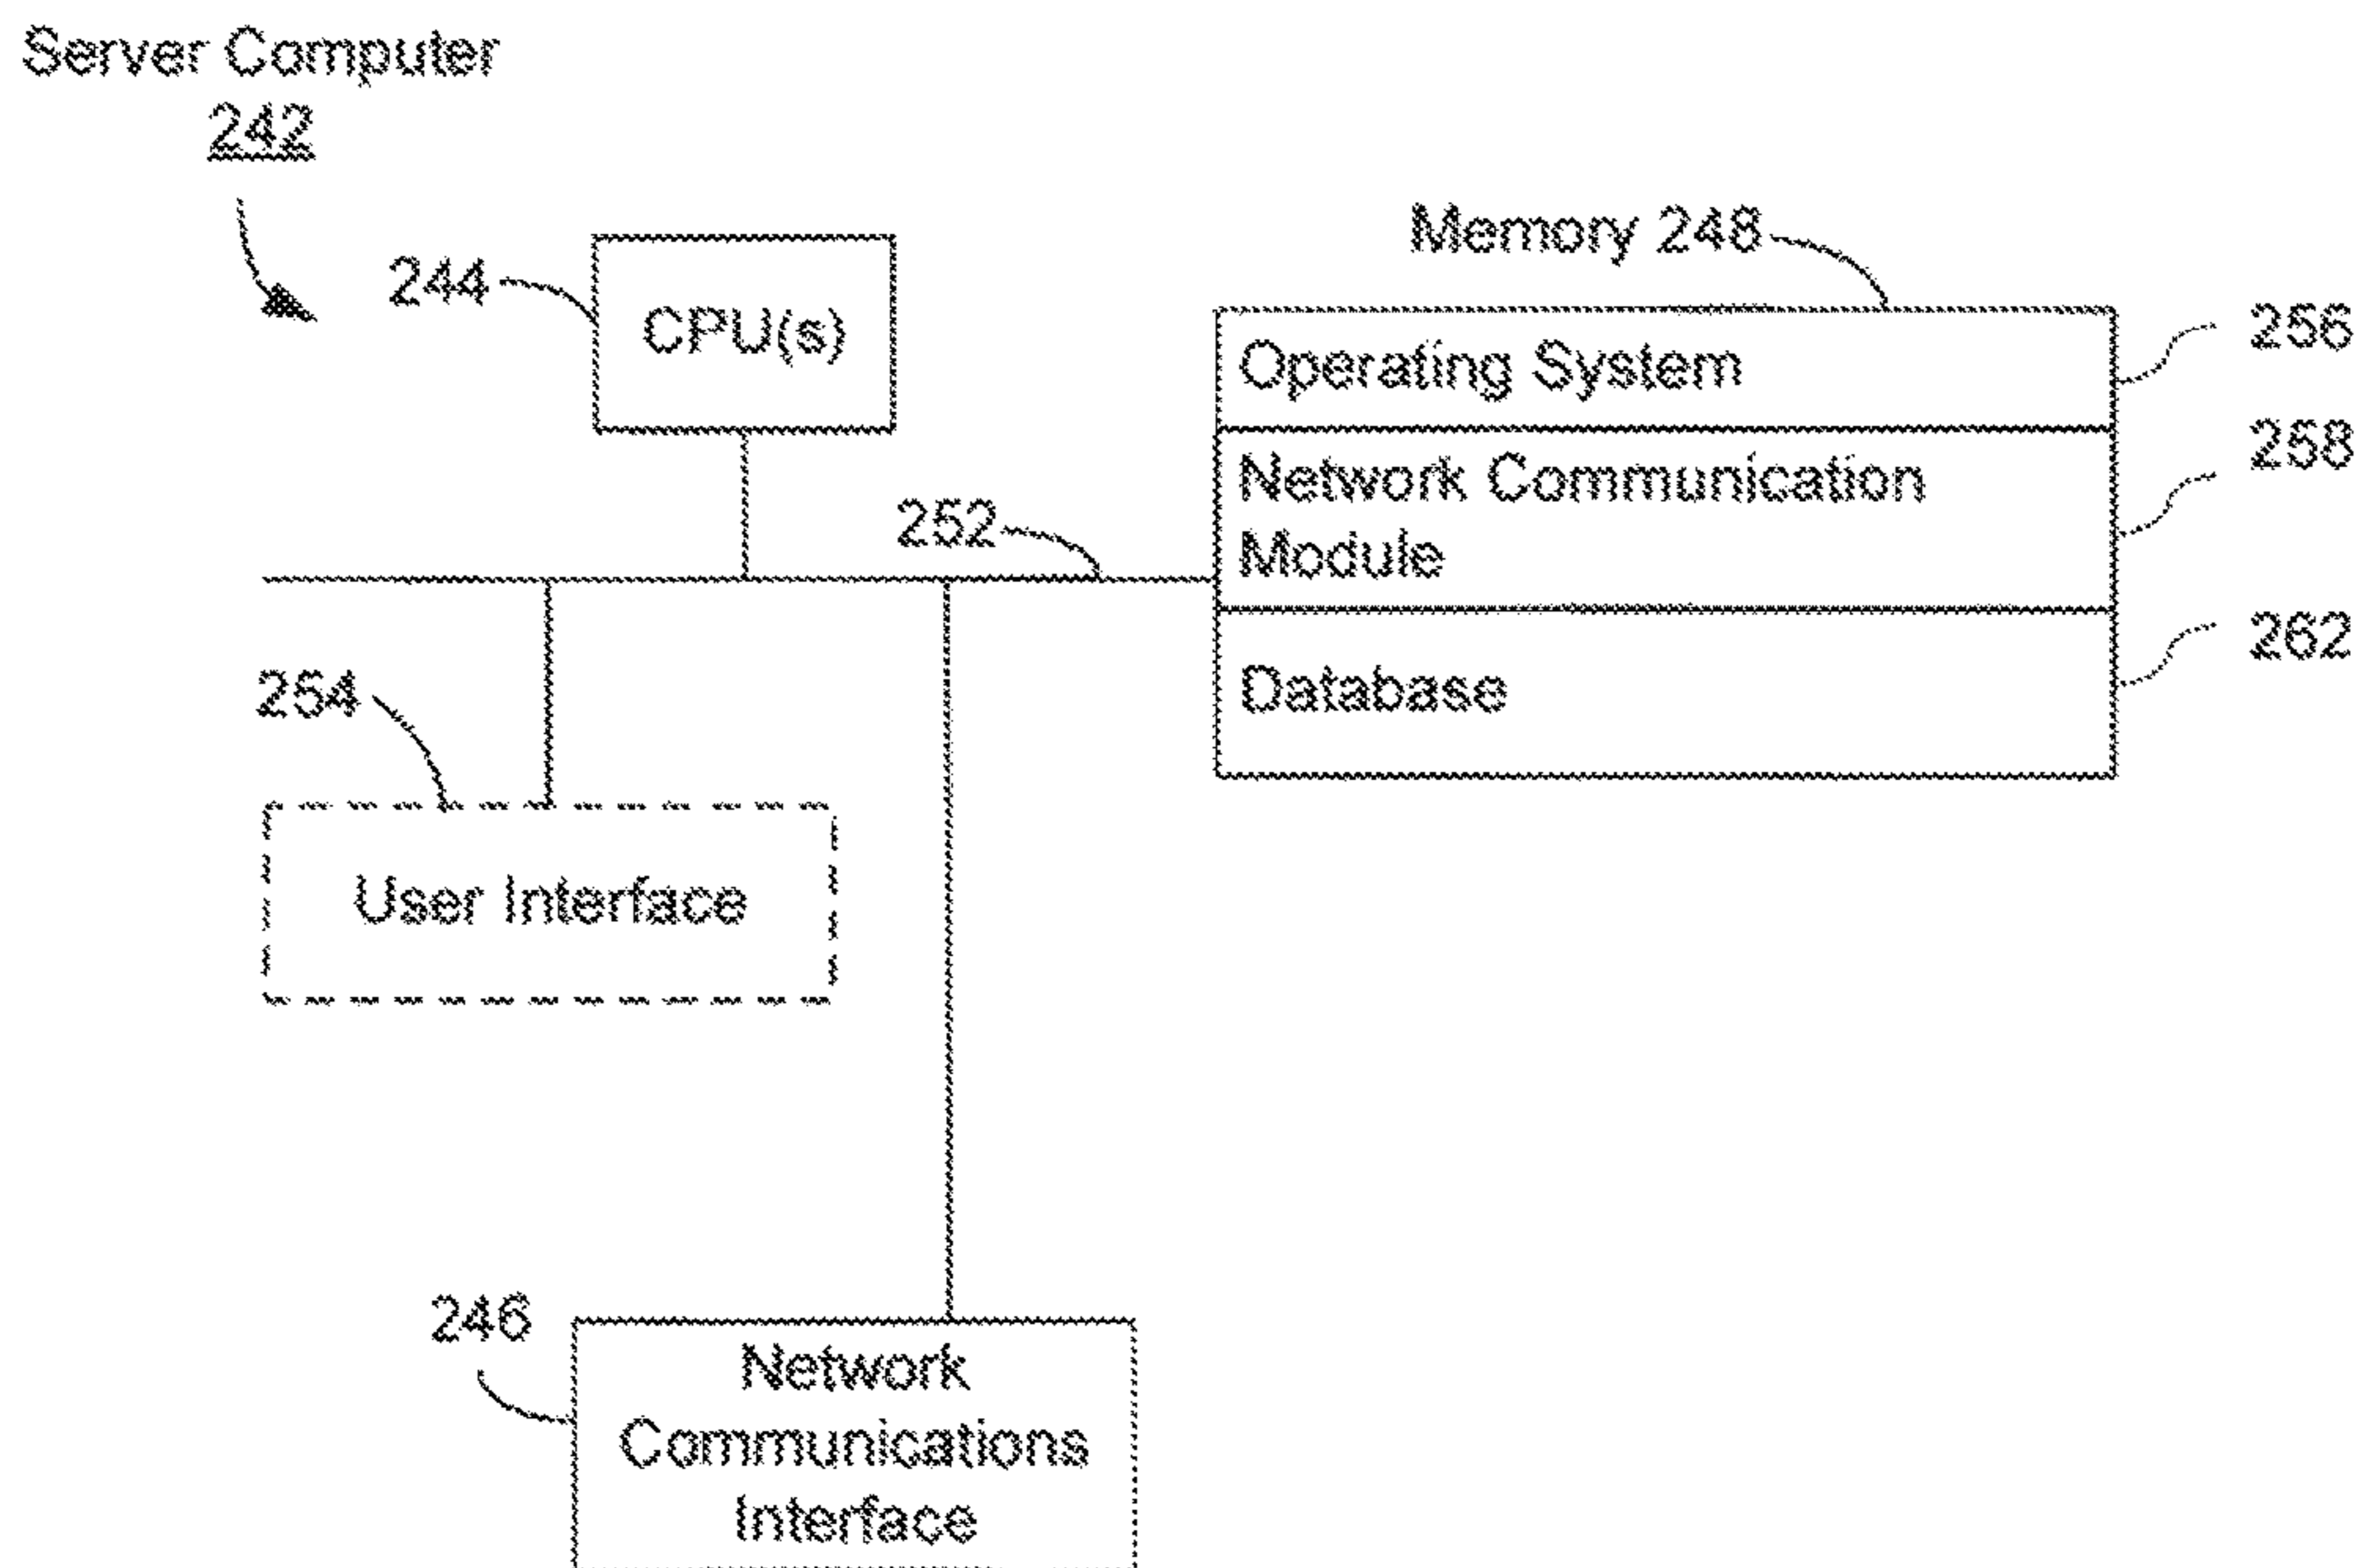 Server Computer
242
Memory 248
244
CPU(s)
256
Operating System
258
Network Communication
Module
252
262
Database
254
User Interface
246
Network
Communications
Interface